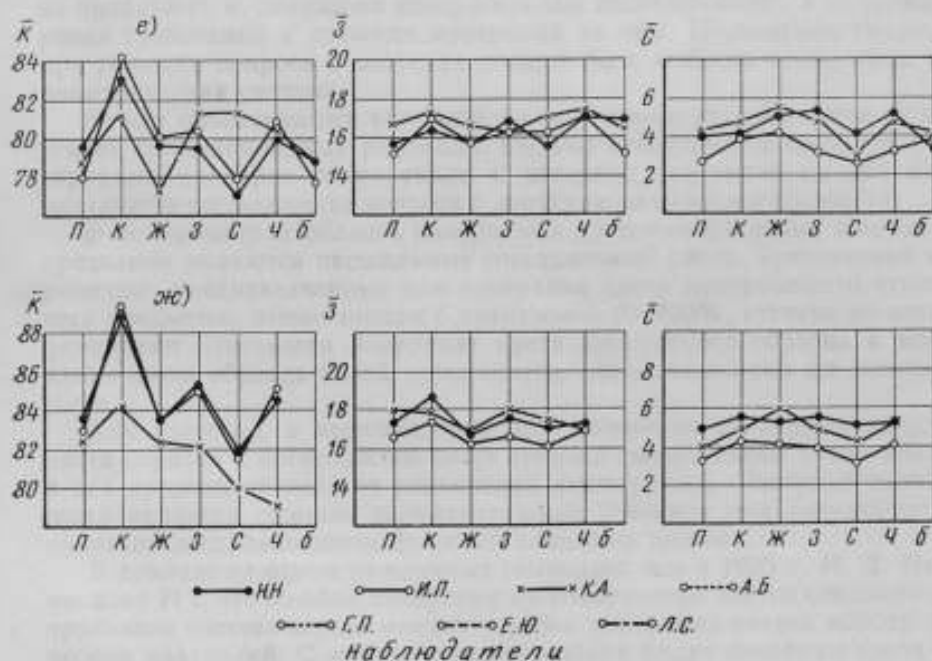 K̄ е) З̄ C̄
84 20 6
82 18 4
80 16 2
78 14
П К Ж З С Ч б П К Ж З С Ч Б П К Ж З С Ч Б
K̄ ж) З̄ C̄
88 20 8
86 18 6
84 16 4
82 14 2
80
П К Ж З С Ч б П К Ж З С Ч Б П К Ж З С Ч Б
Н.Н. И.П. К.А. А.Б.
Г.П. Е.Ю. Л.С.
Наблюдатели